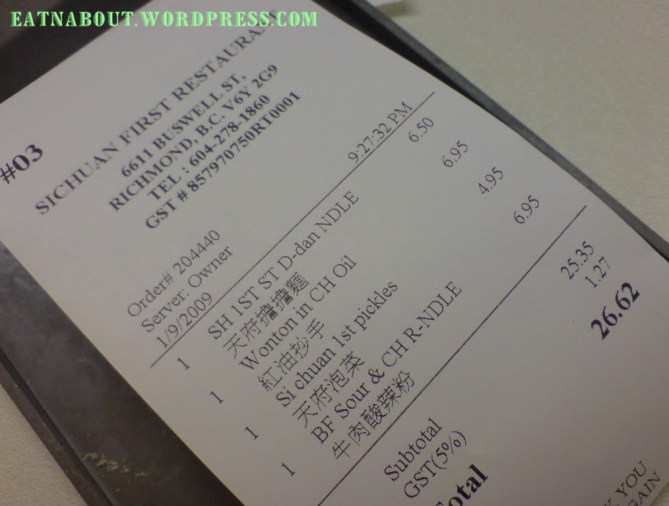 EATNABOUT.WORDPRESS.COM
#03
SICHUAN FIRST RESTAURANT
6611 BUSWELL ST,
RICHMOND, B.C. V6Y 2G9
TEL : 604-278-1860
GST # 857970750RT0001
Order# 204440
Server: Owner
1/9/2009 9:27:32 PM
1 SH 1ST ST D-dan NDLE 6.50
天府擔擔麵
1 Wonton in CH Oil 6.95
紅油抄手
1 Si chuan 1st pickles 4.95
天府泡菜
1 BF Sour & CH R-NDLE 6.95
牛肉酸辣粉
Subtotal 25.35
GST(5%) 1.27
otal 26.62
K YOU
GAIN